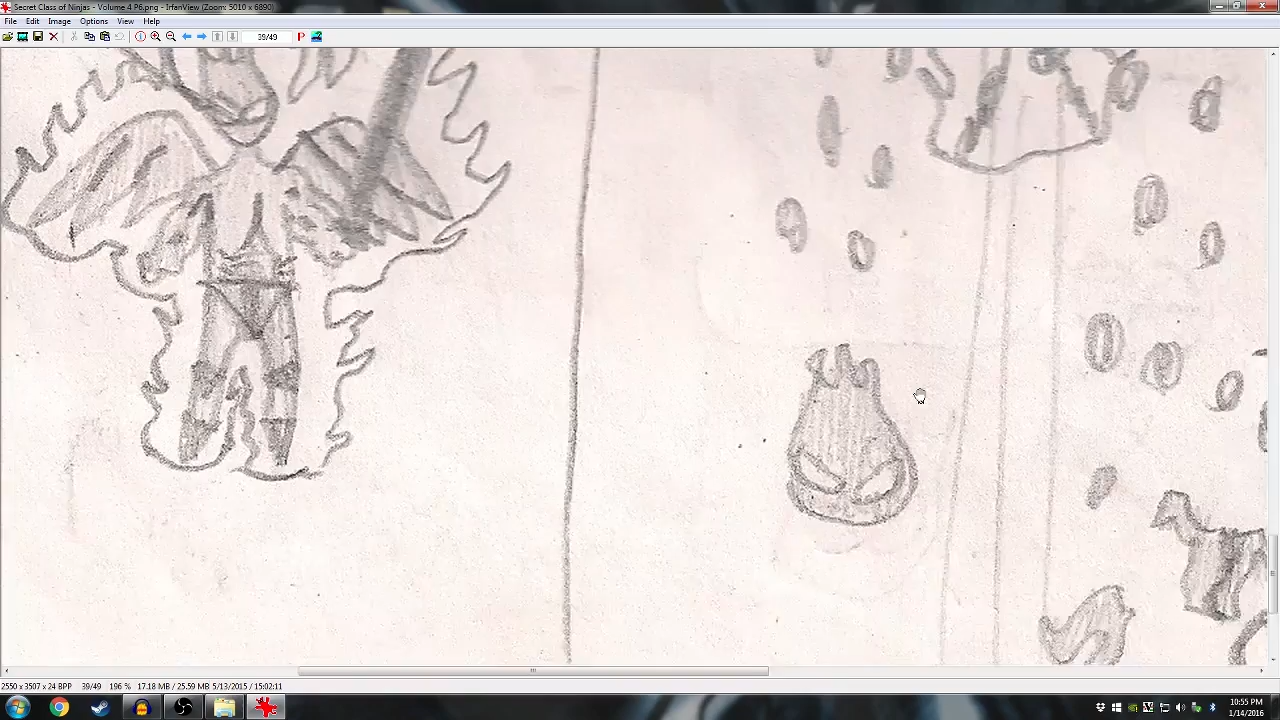 Secret Class of Ninjas - Volume 4 P6.png - IrfanView (Zoom: 5010 x 6890)
File Edit Image Options View Help
39/49
2550 x 3507 x 24 BPP 39/49 196 % 17.18 MB / 25.59 MB 5/13/2015 / 15:02:11
10:55 PM
1/14/2016